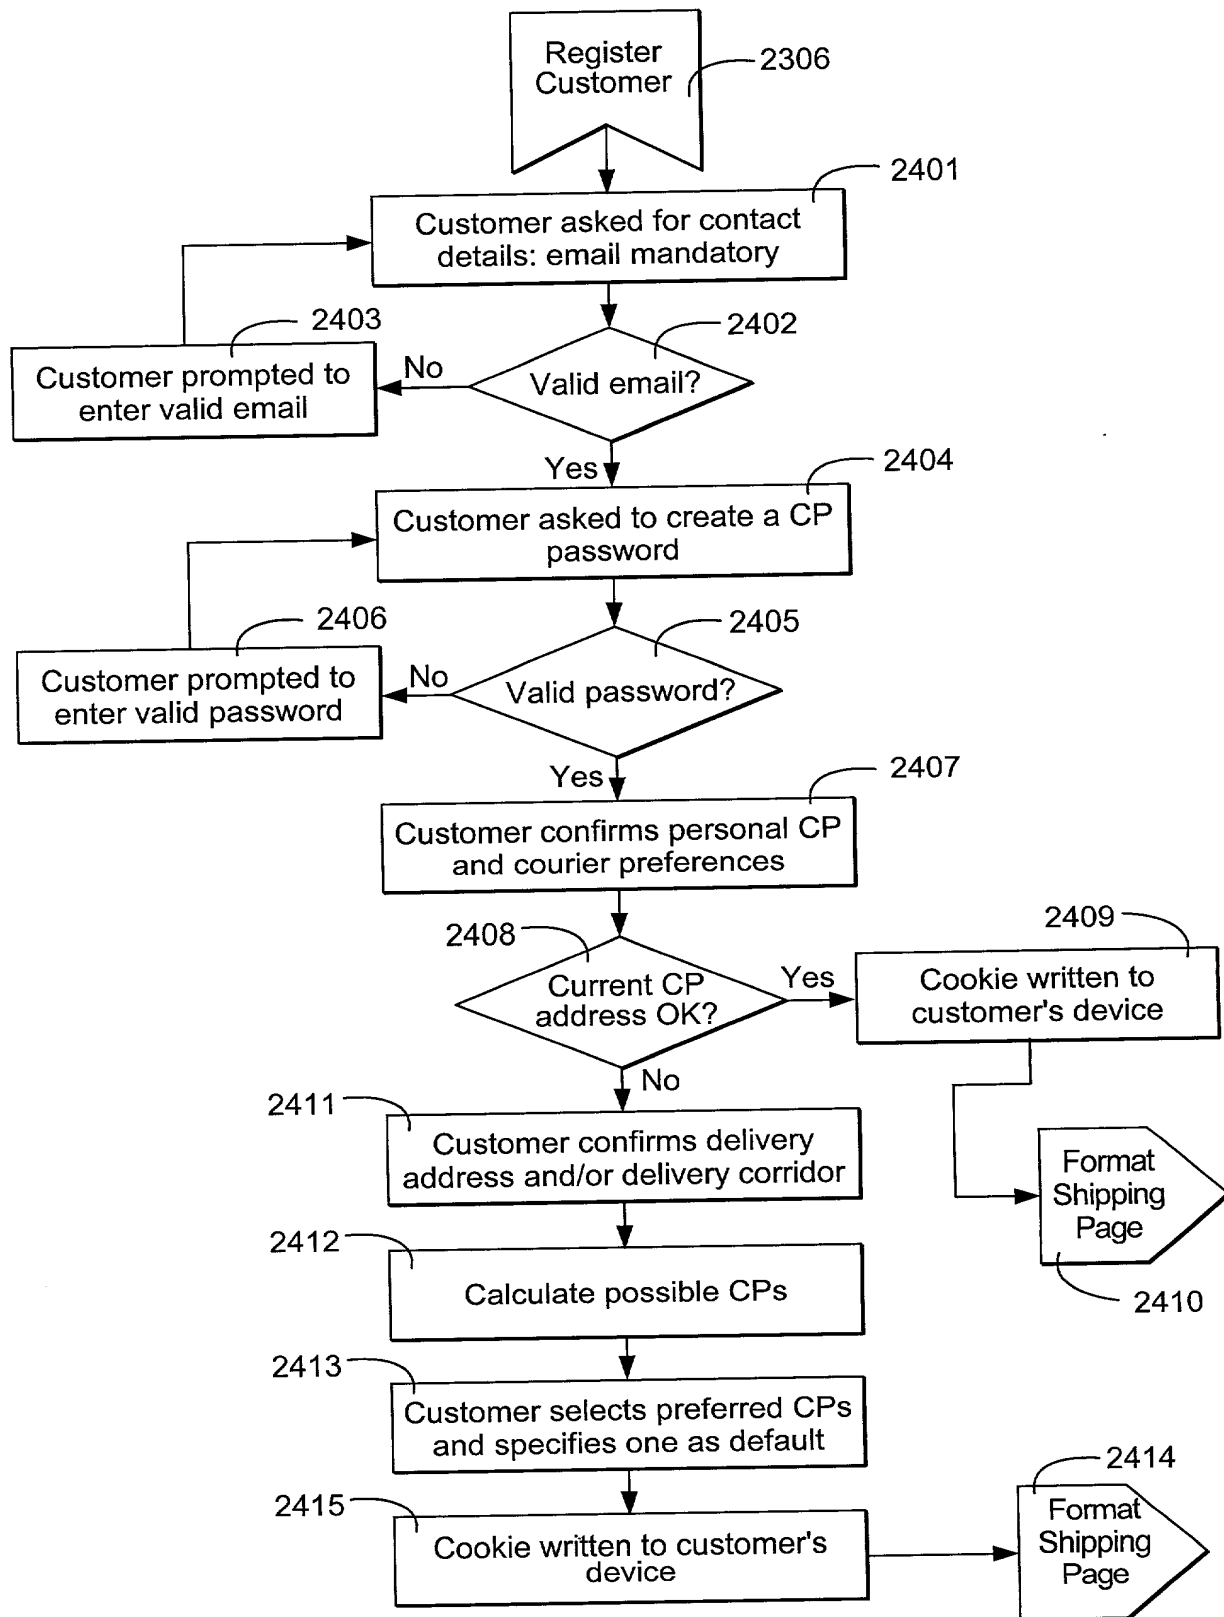 Register
Customer
2306
2401
Customer asked for contact
details: email mandatory
2403
2402
Customer prompted to
enter valid email
No
Valid email?
Yes
2404
Customer asked to create a CP
password
2406
2405
Customer prompted to
enter valid password
No
Valid password?
Yes
2407
Customer confirms personal CP
and courier preferences
2408
2409
Current CP
address OK?
Yes
Cookie written to
customer's device
No
2411
Customer confirms delivery
address and/or delivery corridor
Format
Shipping
Page
2410
2412
Calculate possible CPs
2413
Customer selects preferred CPs
and specifies one as default
2414
2415
Cookie written to customer's
device
Format
Shipping
Page